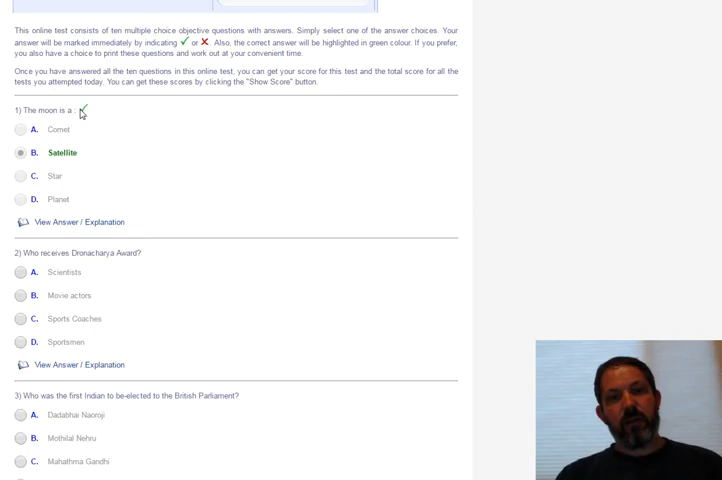 This online test consists of ten multiple choice objective questions with answers. Simply select one of the answer choices. Your
answer will be marked immediately by indicating ✓ or ✗. Also, the correct answer will be highlighted in green colour. If you prefer,
you also have a choice to print these questions and work out at your convenient time.
Once you have answered all the ten questions in this online test, you can get your score for this test and the total score for all the
tests you attempted today. You can get these scores by clicking the "Show Score" button.
1) The moon is a : ✓
A. Comet
B. Satellite
C. Star
D. Planet
View Answer / Explanation
2) Who receives Dronacharya Award?
A. Scientists
B. Movie actors
C. Sports Coaches
D. Sportsmen
View Answer / Explanation
3) Who was the first Indian to be-elected to the British Parliament?
A. Dadabhai Naoroji
B. Mothilal Nehru
C. Mahathma Gandhi